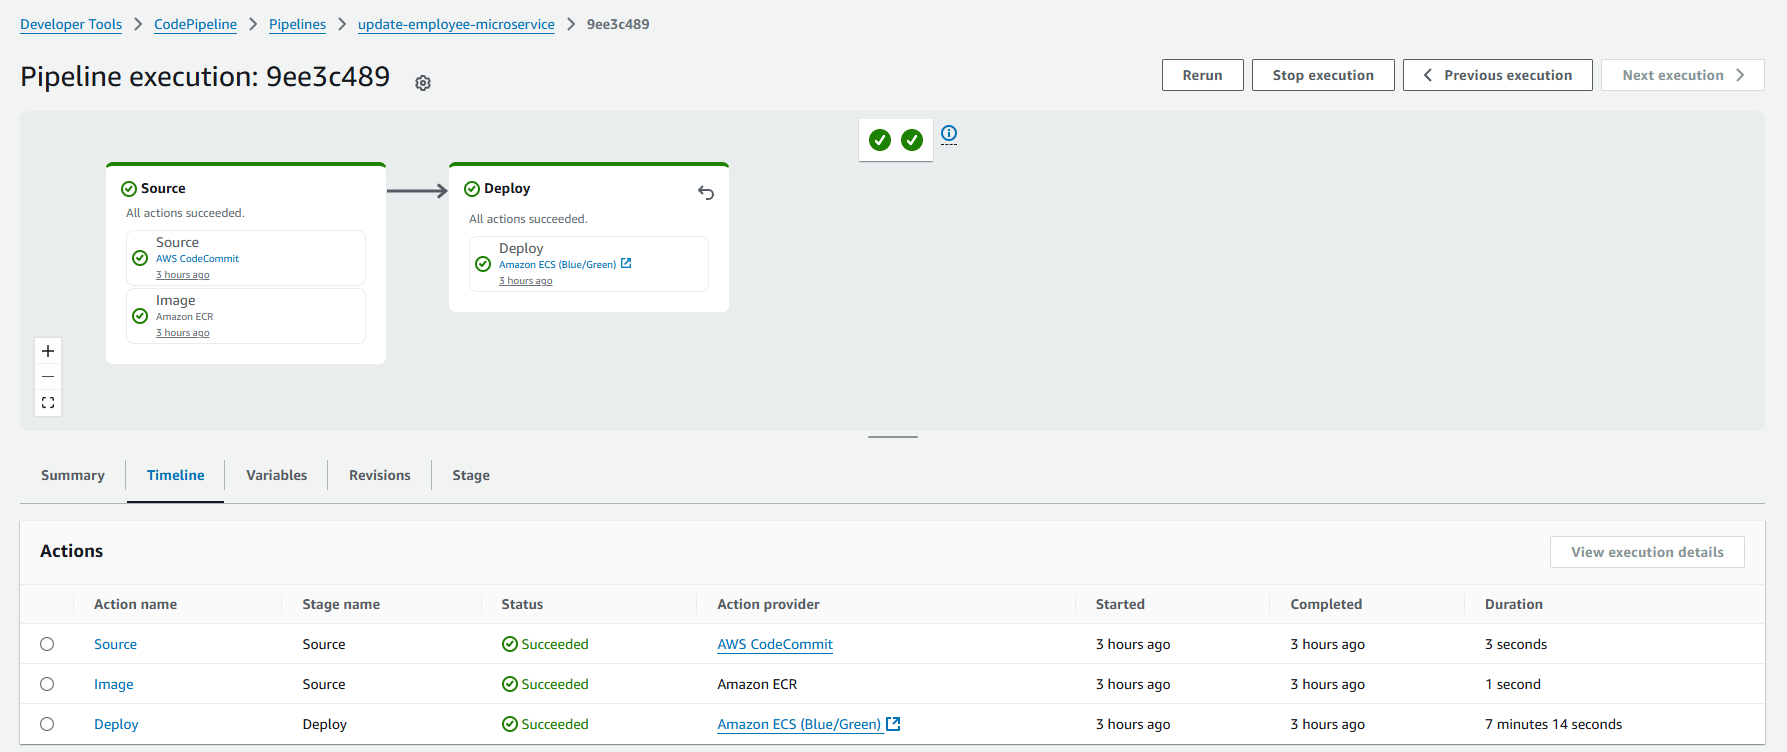 Developer Tools > CodePipeline > Pipelines > update-employee-microservice > 9ee3c489
Pipeline execution: 9ee3c489
Rerun
Stop execution
Previous execution
Next execution
Source
All actions succeeded.
Source
AWS CodeCommit
3 hours ago
Image
Amazon ECR
3 hours ago
Deploy
All actions succeeded.
Deploy
Amazon ECS (Blue/Green)
3 hours ago
Summary Timeline Variables Revisions Stage
Actions
View execution details
Action name Stage name Status Action provider Started Completed Duration
Source Source Succeeded AWS CodeCommit 3 hours ago 3 hours ago 3 seconds
Image Source Succeeded Amazon ECR 3 hours ago 3 hours ago 1 second
Deploy Deploy Succeeded Amazon ECS (Blue/Green) 3 hours ago 3 hours ago 7 minutes 14 seconds